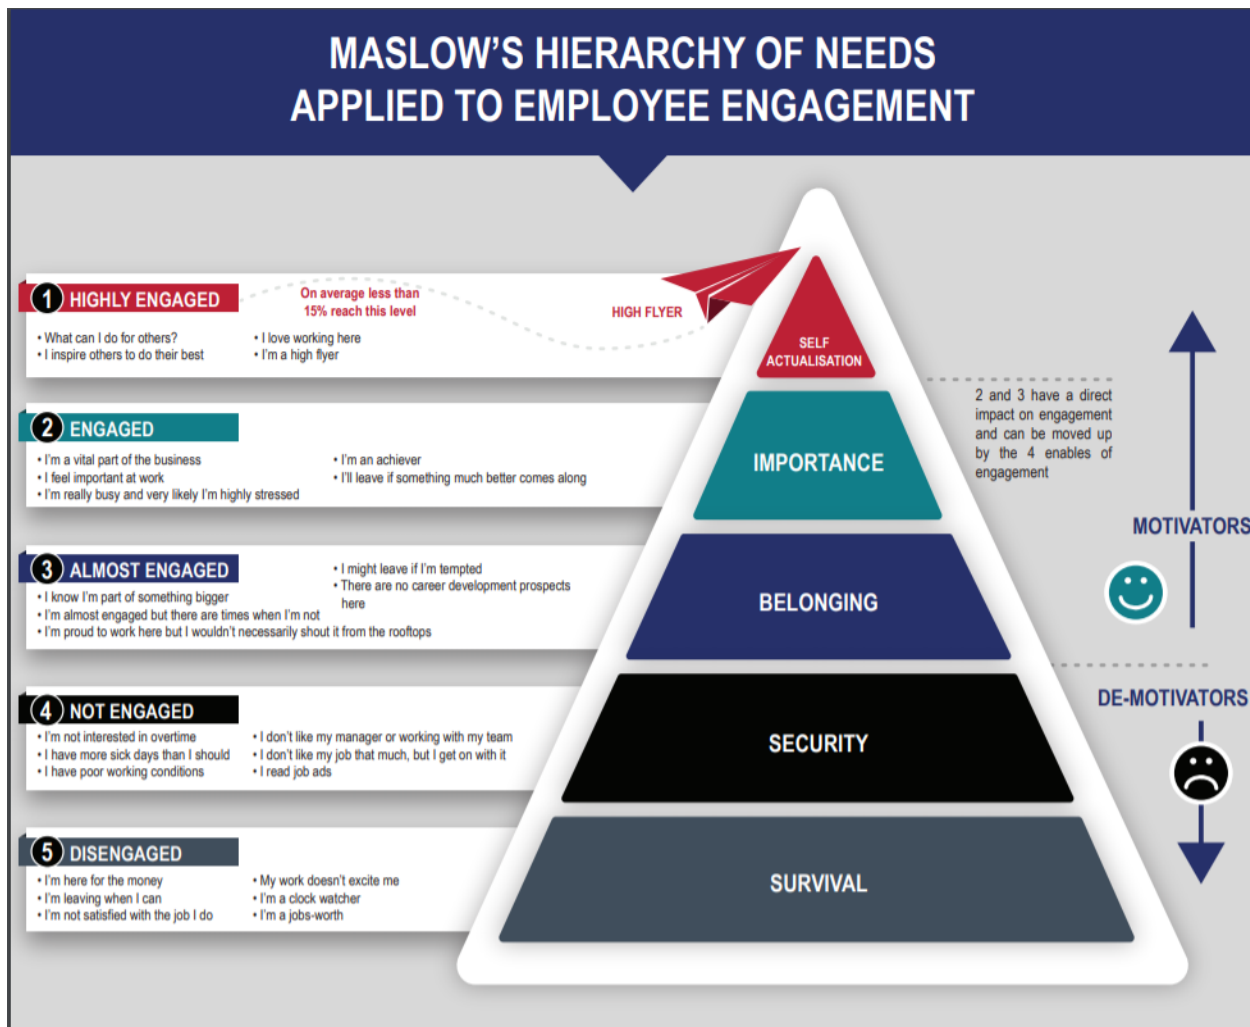 MASLOW'S HIERARCHY OF NEEDS
APPLIED TO EMPLOYEE ENGAGEMENT
1 HIGHLY ENGAGED
On average less than
15% reach this level
HIGH FLYER
• What can I do for others?
• I inspire others to do their best
• I love working here
• I'm a high flyer
SELF
ACTUALISATION
2 ENGAGED
• I'm a vital part of the business
• I feel important at work
• I'm really busy and very likely I'm highly stressed
• I'm an achiever
• I'll leave if something much better comes along
IMPORTANCE
2 and 3 have a direct
impact on engagement
and can be moved up
by the 4 enables of
engagement
MOTIVATORS
3 ALMOST ENGAGED
• I know I'm part of something bigger
• I'm almost engaged but there are times when I'm not
• I'm proud to work here but I wouldn't necessarily shout it from the rooftops
• I might leave if I'm tempted
• There are no career development prospects
here
BELONGING
DE-MOTIVATORS
4 NOT ENGAGED
• I'm not interested in overtime
• I have more sick days than I should
• I have poor working conditions
• I don't like my manager or working with my team
• I don't like my job that much, but I get on with it
• I read job ads
SECURITY
5 DISENGAGED
• I'm here for the money
• I'm leaving when I can
• I'm not satisfied with the job I do
• My work doesn't excite me
• I'm a clock watcher
• I'm a jobs-worth
SURVIVAL